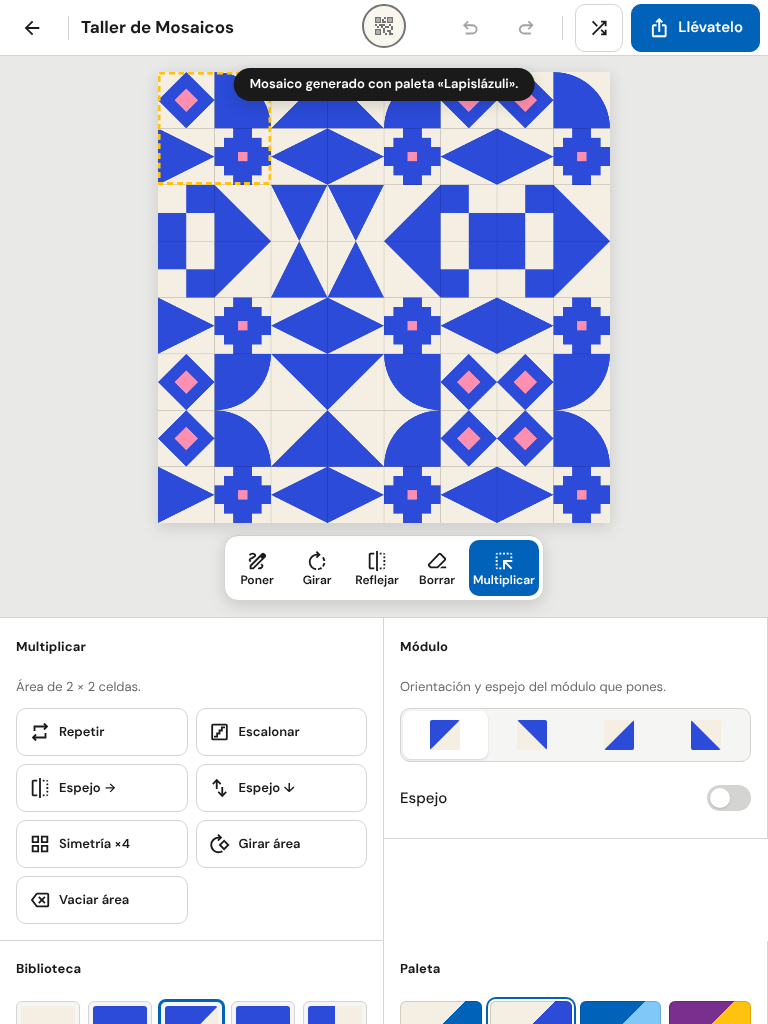 Taller de Mosaicos
Llévatelo
Mosaico generado con paleta «Lapislázuli».
Poner
Girar
Reflejar
Borrar
Multiplicar
Multiplicar
Área de 2 × 2 celdas.
Repetir
Escalonar
Espejo →
Espejo ↓
Simetría ×4
Girar área
Vaciar área
Módulo
Orientación y espejo del módulo que pones.
Espejo
Biblioteca
Paleta